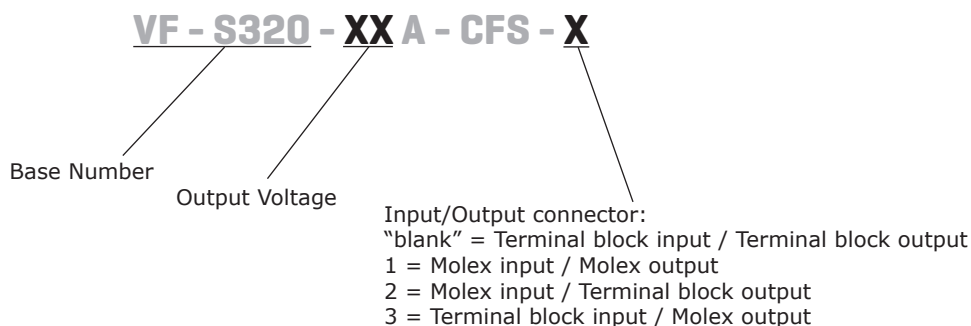 VF - S320 - XX A - CFS - X
Base Number
Output Voltage
Input/Output connector:
“blank” = Terminal block input / Terminal block output
1 = Molex input / Molex output
2 = Molex input / Terminal block output
3 = Terminal block input / Molex output